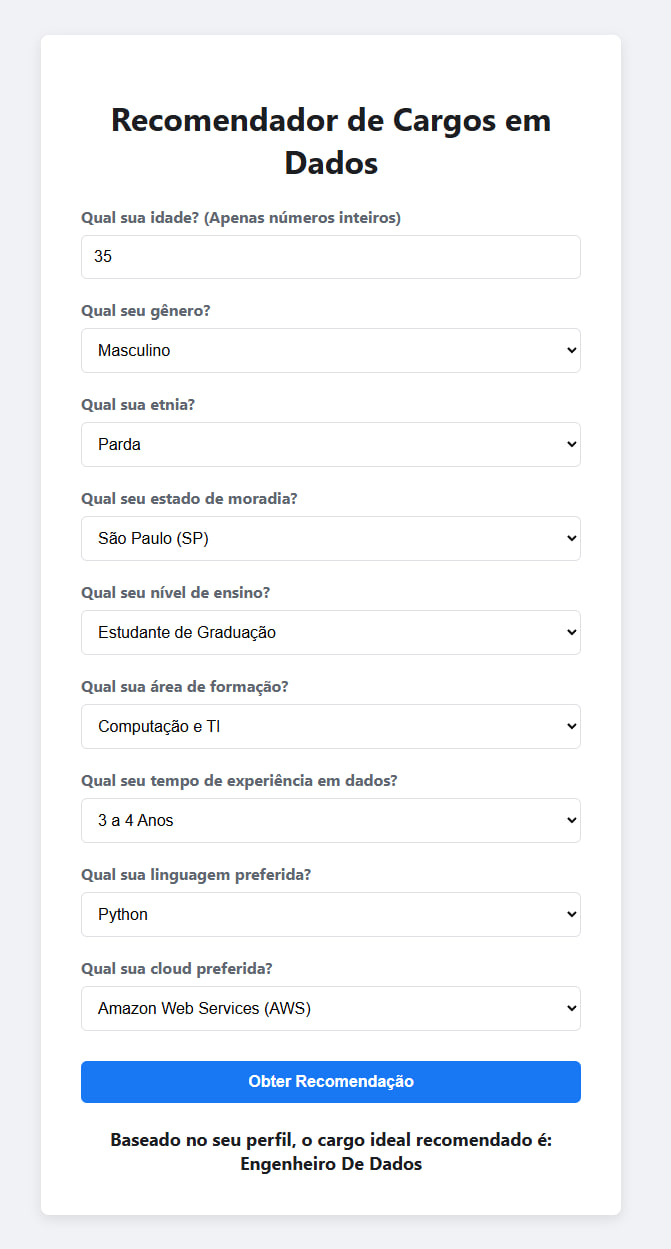 Recomendador de Cargos em
Dados
Qual sua idade? (Apenas números inteiros)
35
Qual seu gênero?
Masculino
Qual sua etnia?
Parda
Qual seu estado de moradia?
São Paulo (SP)
Qual seu nível de ensino?
Estudante de Graduação
Qual sua área de formação?
Computação e TI
Qual seu tempo de experiência em dados?
3 a 4 Anos
Qual sua linguagem preferida?
Python
Qual sua cloud preferida?
Amazon Web Services (AWS)
Obter Recomendação
Baseado no seu perfil, o cargo ideal recomendado é:
Engenheiro De Dados